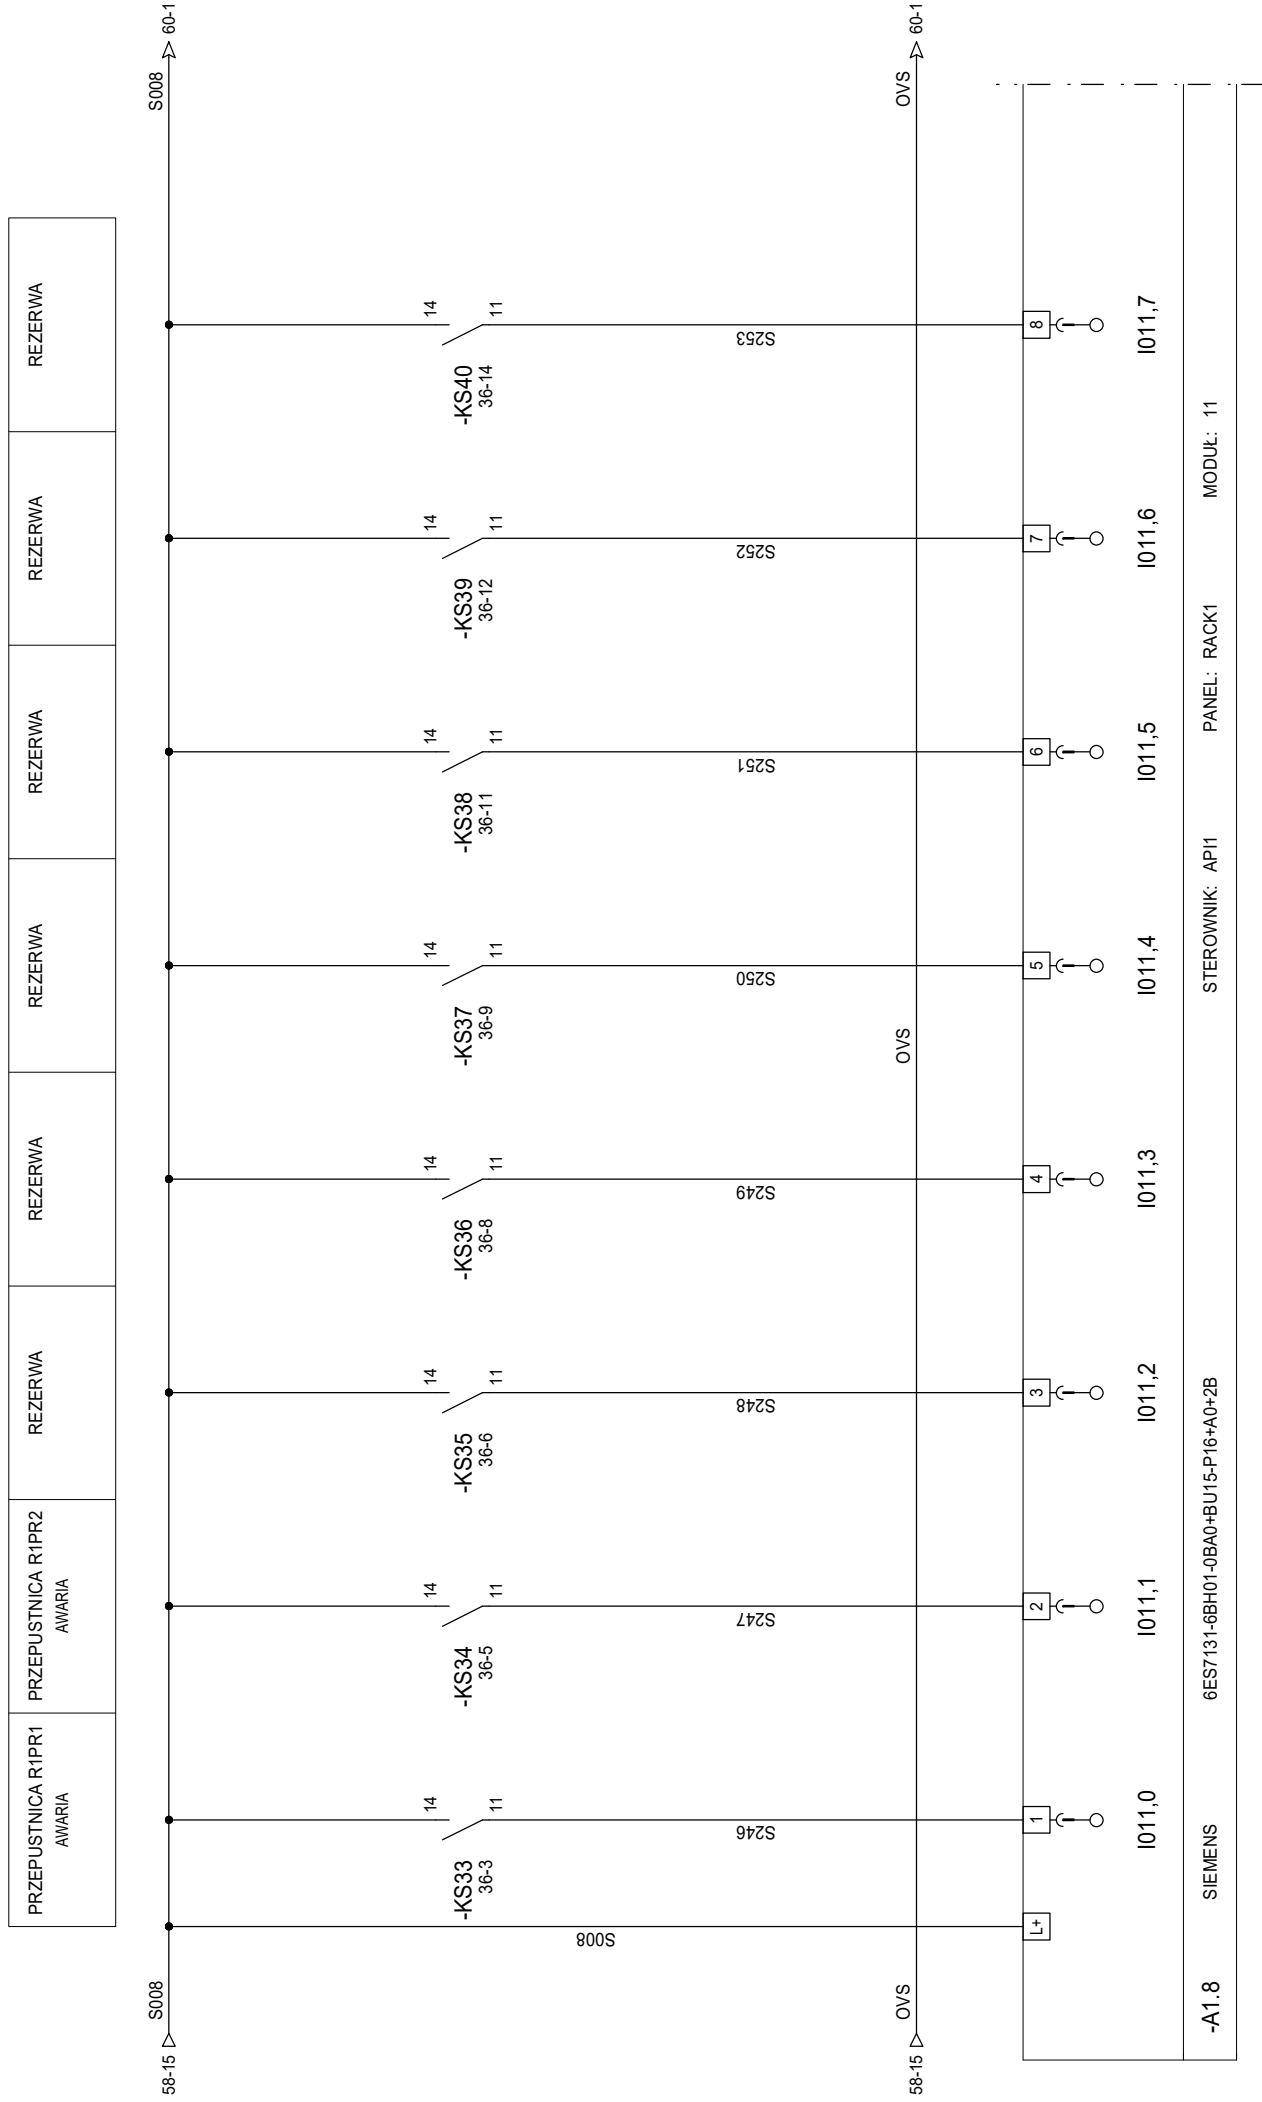 PRZEPUSTNICA R1PR1
AWARIA
PRZEPUSTNICA R1PR2
AWARIA
REZERWA
REZERWA
REZERWA
REZERWA
REZERWA
REZERWA
58-15
S008
S008
60-1
14
14
14
14
14
14
14
14
-KS33
36-3
11
-KS34
36-5
11
-KS35
36-6
11
-KS36
36-8
11
-KS37
36-9
11
-KS38
36-11
11
-KS39
36-12
11
-KS40
36-14
11
S008
S246
S247
S248
S249
S250
S251
S252
S253
58-15
OVS
OVS
OVS
60-1
L+
1
2
3
4
5
6
7
8
I011,0
I011,1
I011,2
I011,3
I011,4
I011,5
I011,6
I011,7
-A1.8
SIEMENS
6ES7131-6BH01-0BA0+BU15-P16+A0+2B
STEROWNIK: API1
PANEL: RACK1
MODUŁ: 11